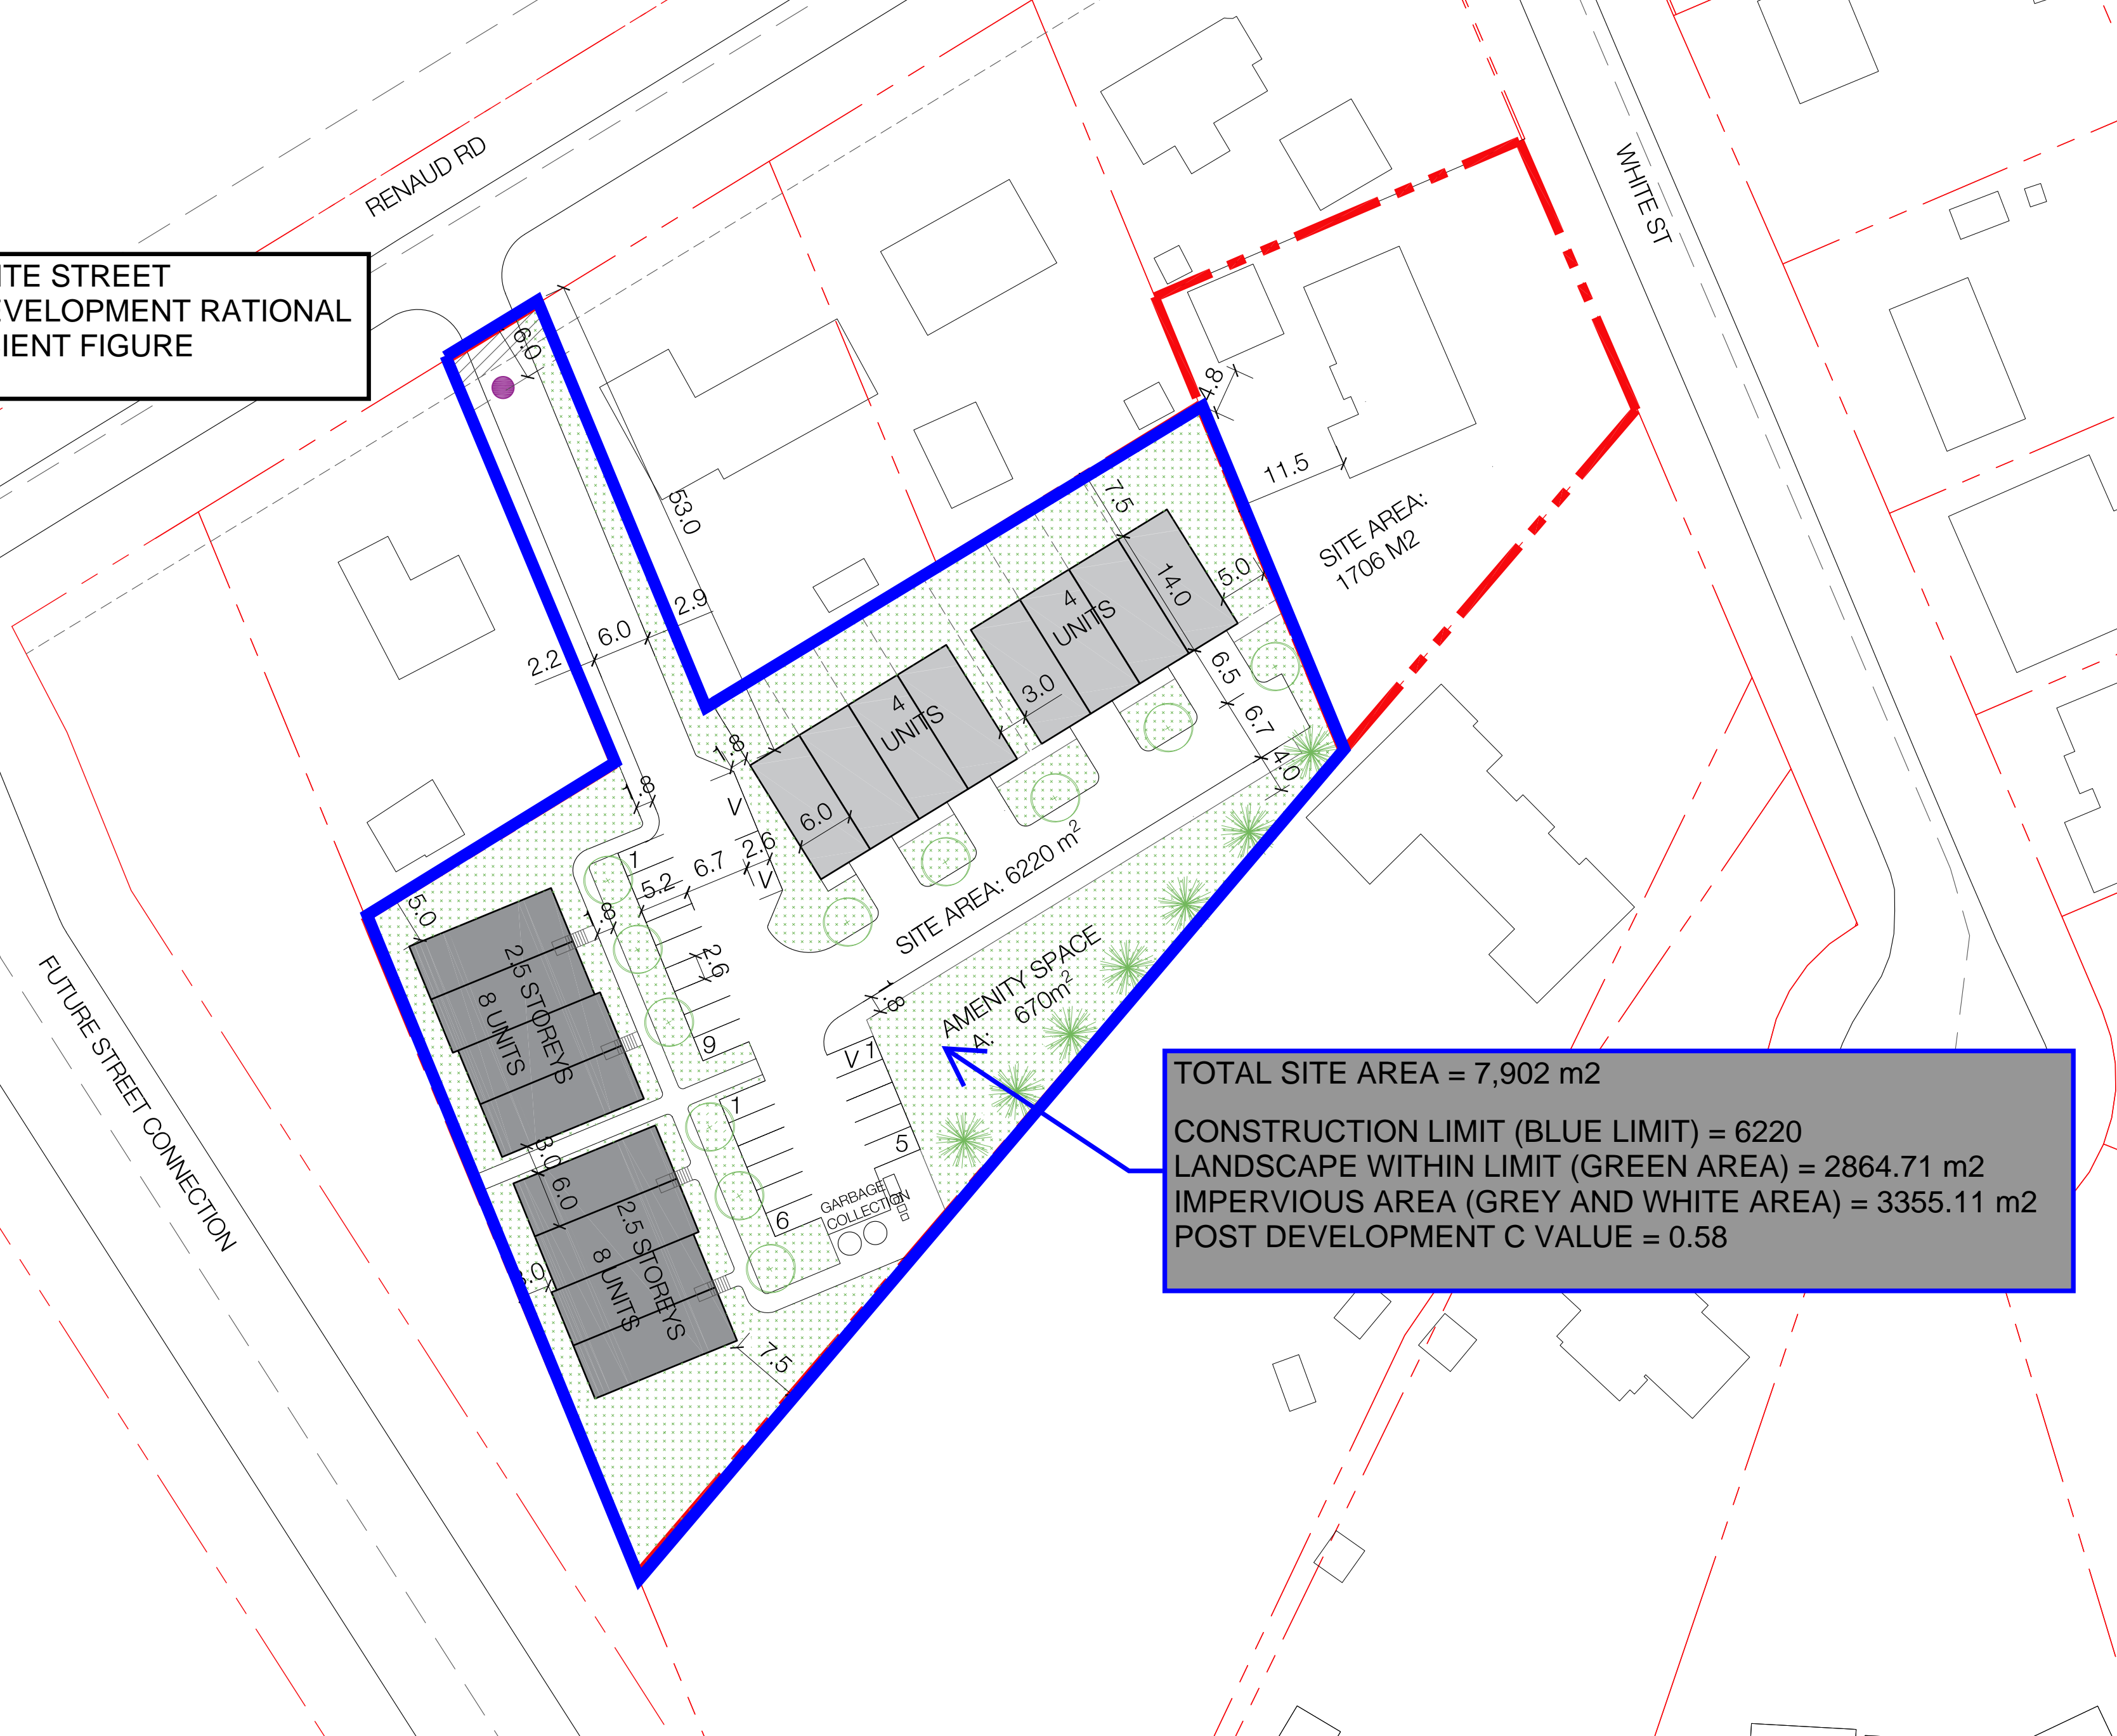 RENAUD RD
WHITE ST
ITE STREET
EVELOPMENT RATIONAL
IENT FIGURE
6.0
4.8
11.5
53.0
7.5
SITE AREA:
1706 M2
14.0
5.0
4
UNITS
2.9
6.0
2.2
6.5
3.0
6.7
4
UNITS
4.0
1.8
1.8
V
6.0
2.6
6.7
V
1
5.2
SITE AREA: 6220 m2
5.0
1.8
2.6
2.5 STOREYS
8 UNITS
AMENITY SPACE
A: 670m2
1.8
9
V 1
FUTURE STREET CONNECTION
1
5
3.0
6.0
GARBAGE
COLLECTION
6
2.5 STOREYS
8 UNITS
7.5
TOTAL SITE AREA = 7,902 m2
CONSTRUCTION LIMIT (BLUE LIMIT) = 6220
LANDSCAPE WITHIN LIMIT (GREEN AREA) = 2864.71 m2
IMPERVIOUS AREA (GREY AND WHITE AREA) = 3355.11 m2
POST DEVELOPMENT C VALUE = 0.58